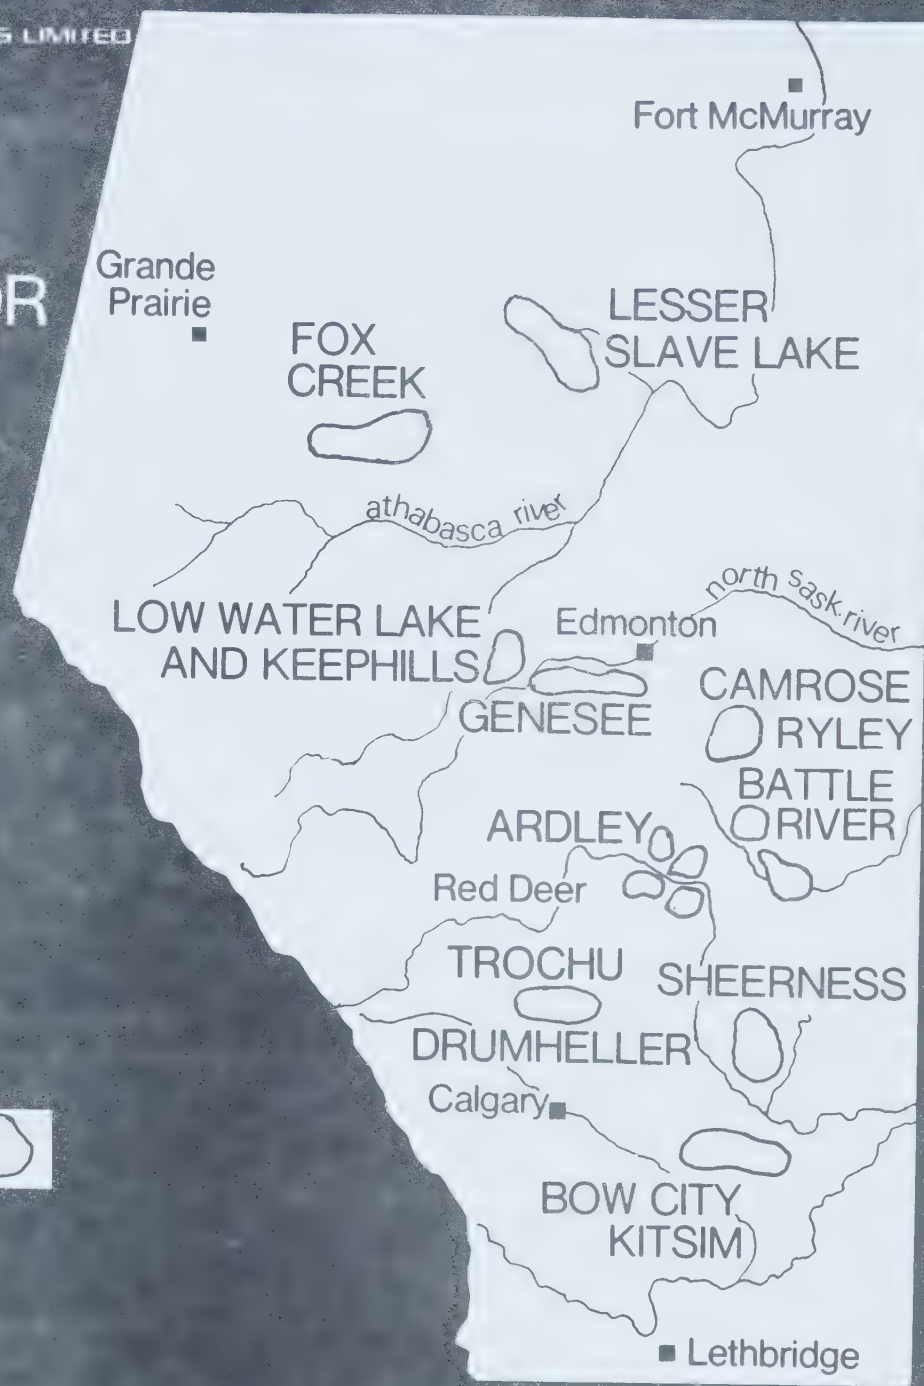 LIMITED
Fort McMurray
Grande
Prairie
OR
LESSER
SLAVE LAKE
FOX
CREEK
athabasca river
north sask. river
LOW WATER LAKE
AND KEEPHILLS
Edmonton
GENESEE
CAMROSE
RYLEY
BATTLE
RIVER
ARDLEY
Red Deer
TROCHU
SHEERNESS
DRUMHELLER
Calgary
BOW CITY
KITSIM
Lethbridge